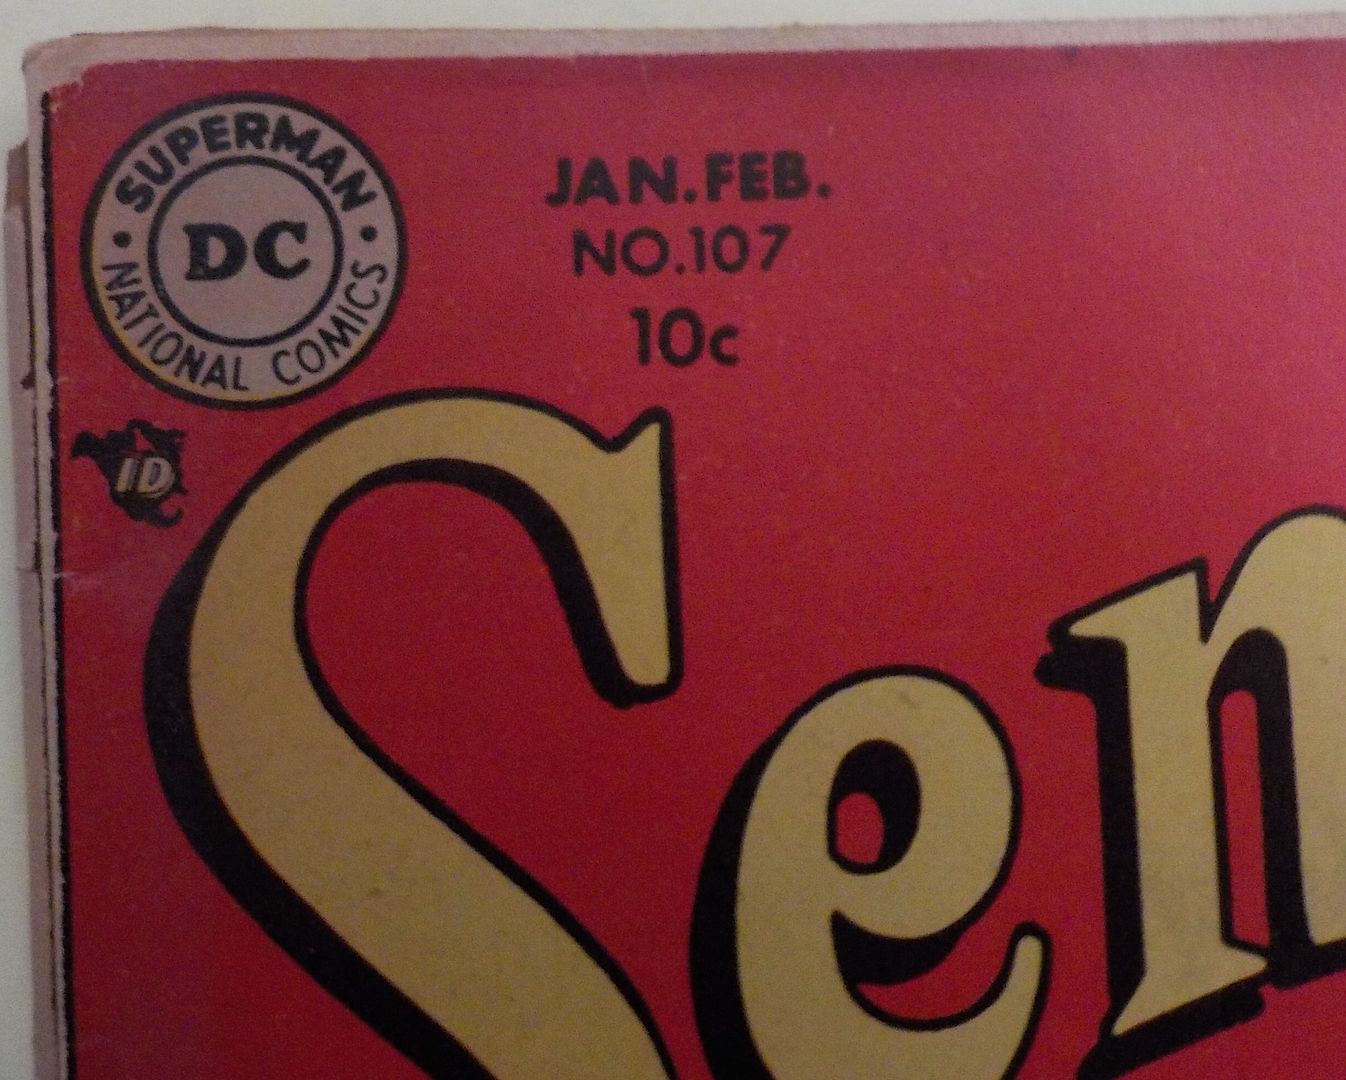 SUPERMAN
DC
• NATIONAL COMICS •
JAN.FEB.
NO.107
10c
ID
Sen